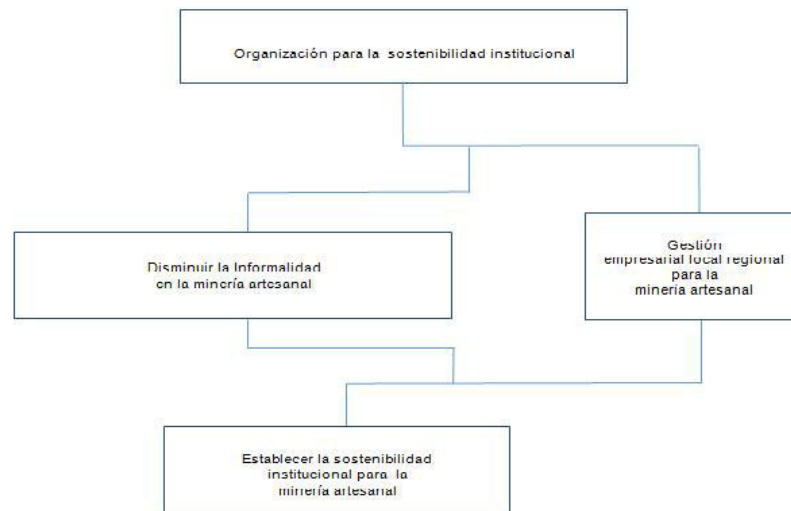 Organización para la sostenibilidad institucional
Disminuir la Informalidad
en la minería artesanal
Gestión
empresarial local regional
para la
minería artesanal
Establecer la sostenibilidad
institucional para la
minería artesanal